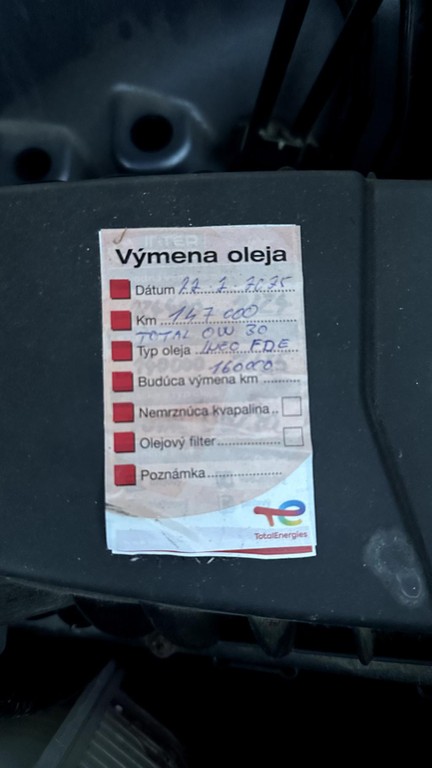 Výmena oleja
Dátum 22.1.2025
Km 147 000
TOTAL 0W 30
Typ oleja INEO FDE
160000
Budúca výmena km ..........
Nemrznúca kvapalina..
Olejový filter................
Poznámka...................
TotalEnergies